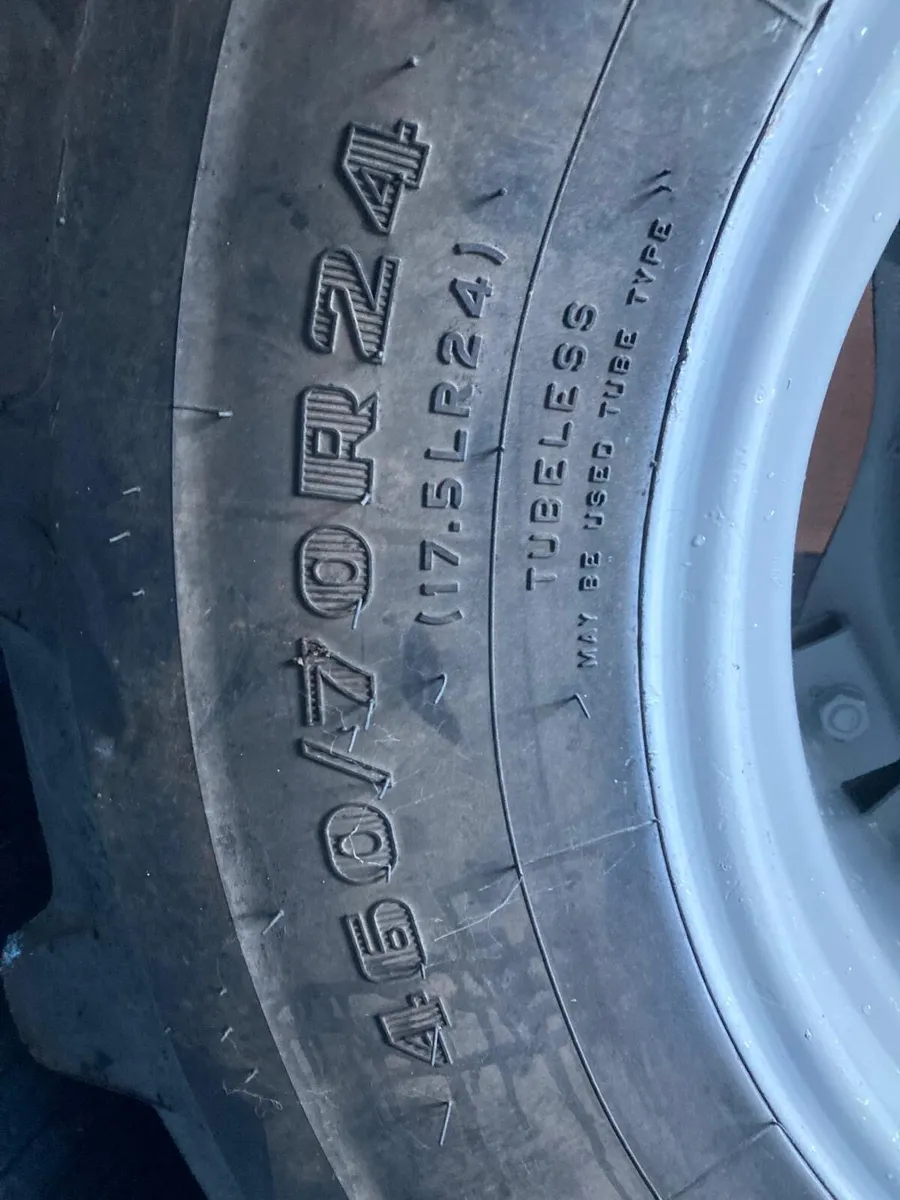 460/70R24
(17.5LR24)
TUBELESS
MAY BE USED TUBE TYPE